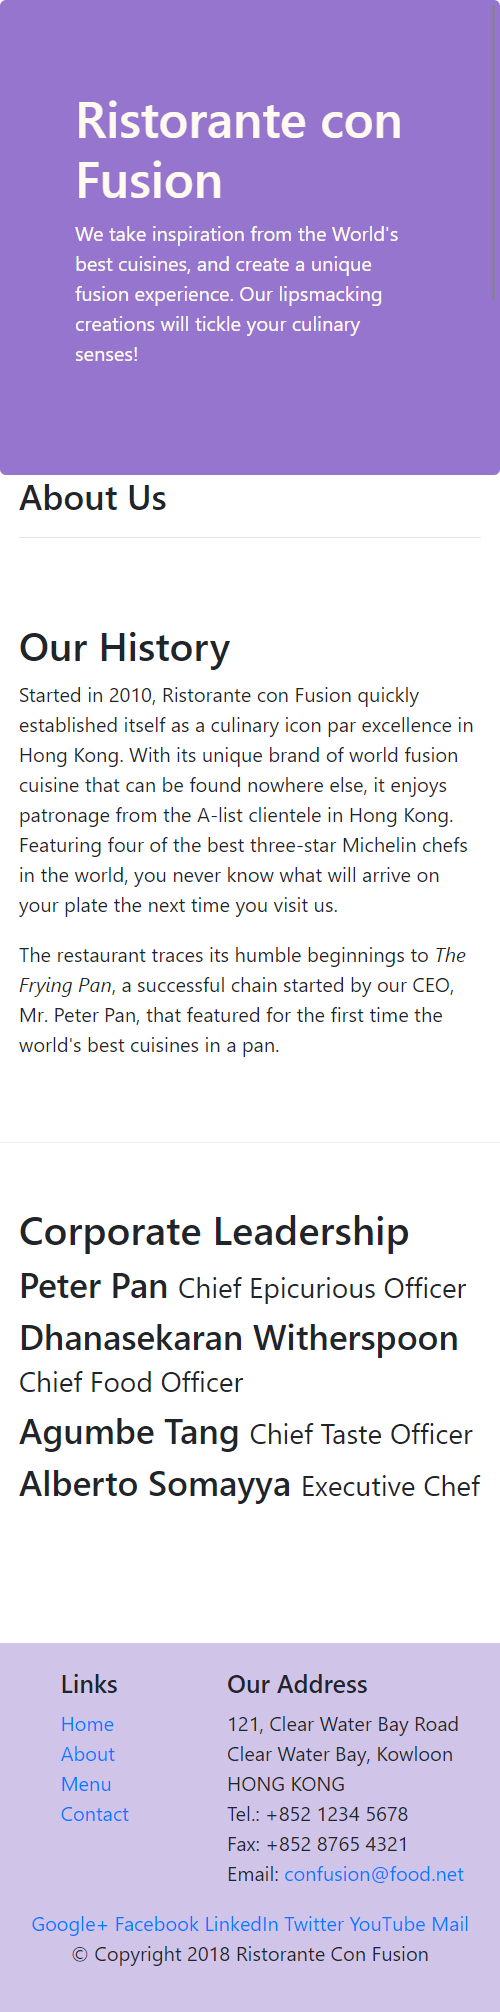 Ristorante con
Fusion
We take inspiration from the World's
best cuisines, and create a unique
fusion experience. Our lipsmacking
creations will tickle your culinary
senses!
About Us
Our History
Started in 2010, Ristorante con Fusion quickly
established itself as a culinary icon par excellence in
Hong Kong. With its unique brand of world fusion
cuisine that can be found nowhere else, it enjoys
patronage from the A-list clientele in Hong Kong.
Featuring four of the best three-star Michelin chefs
in the world, you never know what will arrive on
your plate the next time you visit us.
The restaurant traces its humble beginnings to The
Frying Pan, a successful chain started by our CEO,
Mr. Peter Pan, that featured for the first time the
world's best cuisines in a pan.
Corporate Leadership
Peter Pan Chief Epicurious Officer
Dhanasekaran Witherspoon
Chief Food Officer
Agumbe Tang Chief Taste Officer
Alberto Somayya Executive Chef
Links
Home
About
Menu
Contact
Our Address
121, Clear Water Bay Road
Clear Water Bay, Kowloon
HONG KONG
Tel.: +852 1234 5678
Fax: +852 8765 4321
Email: confusion@food.net
Google+ Facebook LinkedIn Twitter YouTube Mail
© Copyright 2018 Ristorante Con Fusion